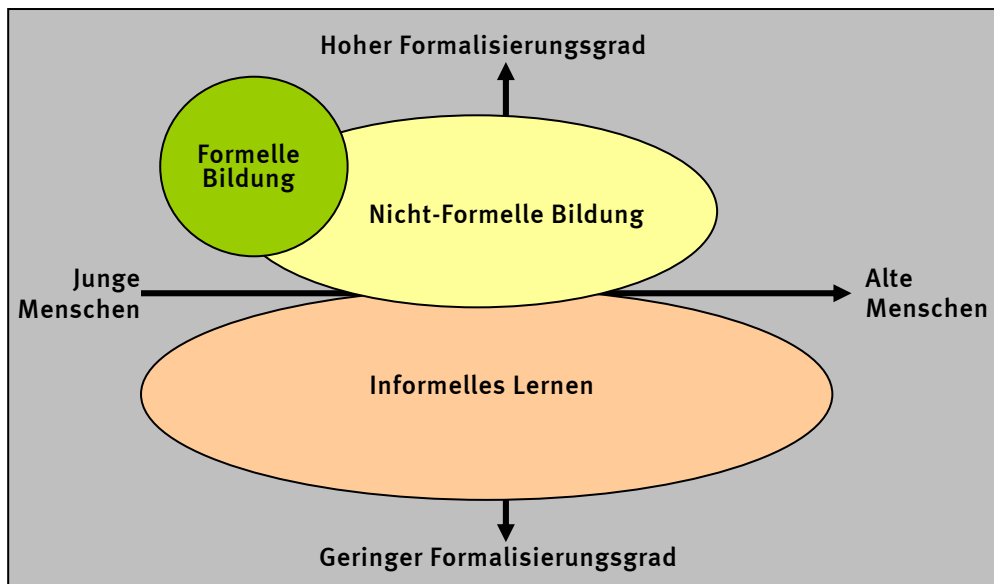 Hoher Formalisierungsgrad
Formelle
Bildung
Nicht-Formelle Bildung
Junge
Menschen
Alte
Menschen
Informelles Lernen
Geringer Formalisierungsgrad